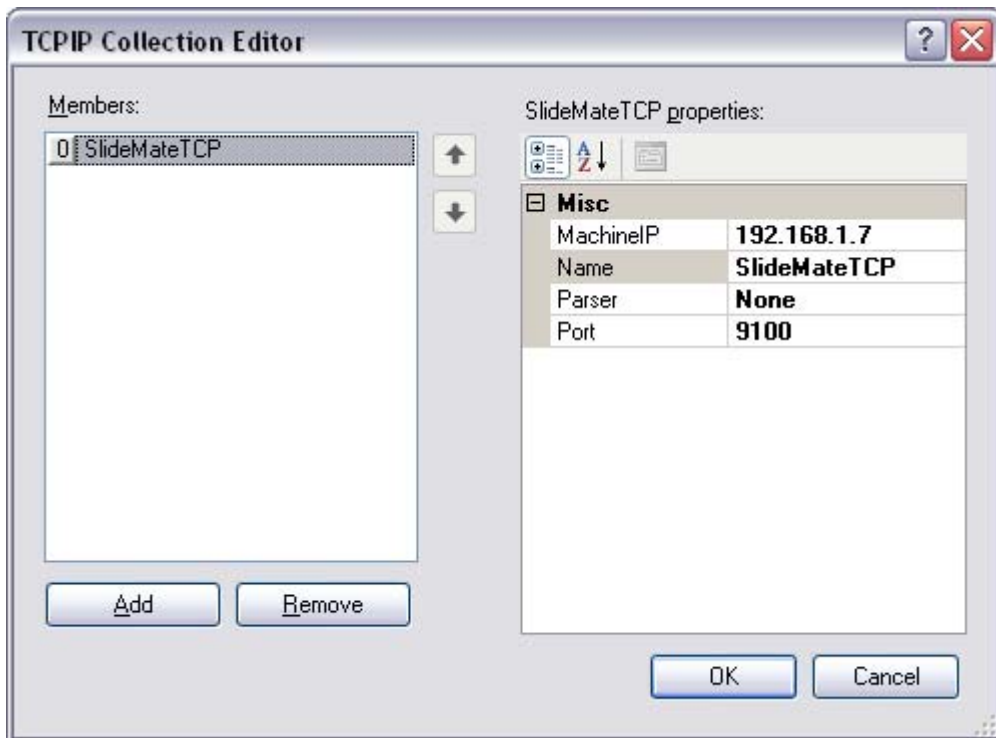 TCPIP Collection Editor
Members:
0 SlideMateTCP
Add
Remove
SlideMateTCP properties:
Misc
MachineIP 192.168.1.7
Name SlideMateTCP
Parser None
Port 9100
OK
Cancel